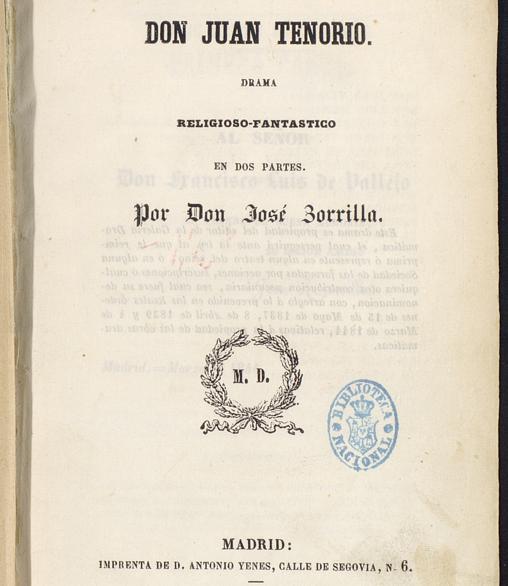 DON JUAN TENORIO.
DRAMA
RELIGIOSO-FANTASTICO
EN DOS PARTES.
Por Don José Zorrilla.
M. D.
BIBLIOTECA
NACIONAL
MADRID:
IMPRENTA DE D. ANTONIO YENES, CALLE DE SEGOVIA, N. 6.